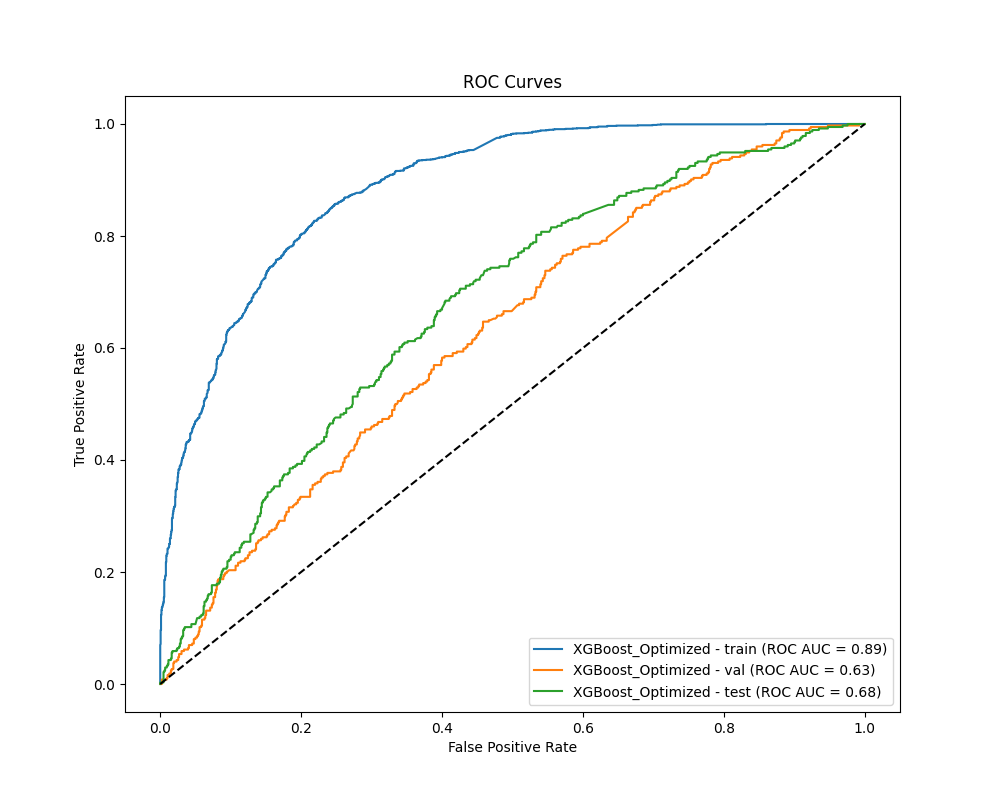 ROC Curves
True Positive Rate
1.0
0.8
0.6
0.4
0.2
0.0
XGBoost_Optimized - train (ROC AUC = 0.89)
XGBoost_Optimized - val (ROC AUC = 0.63)
XGBoost_Optimized - test (ROC AUC = 0.68)
0.0 0.2 0.4 0.6 0.8 1.0
False Positive Rate